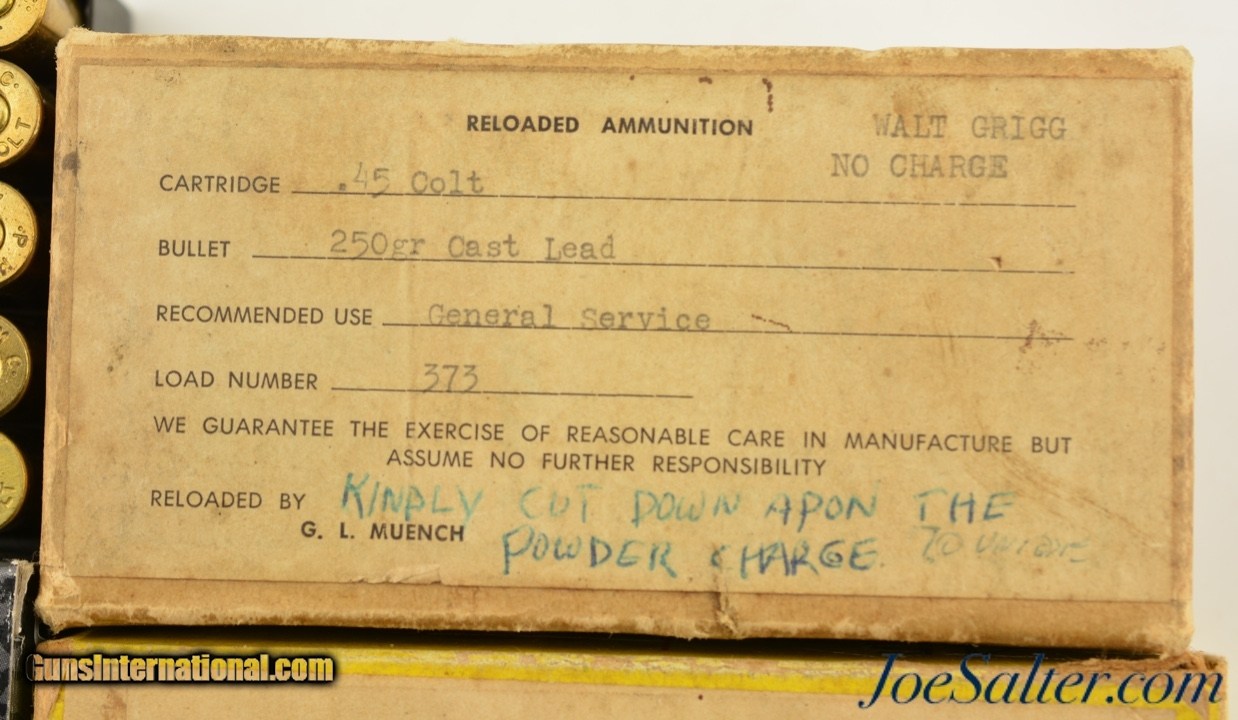 RELOADED AMMUNITION
WALT GRIGG
NO CHARGE
CARTRIDGE .45 Colt
BULLET 250gr Cast Lead
RECOMMENDED USE General Service
LOAD NUMBER 373
WE GUARANTEE THE EXERCISE OF REASONABLE CARE IN MANUFACTURE BUT
ASSUME NO FURTHER RESPONSIBILITY
RELOADED BY KINDLY CUT DOWN APON THE
G. L. MUENCH POWDER CHARGE
C.
OLT
GunsInternational.com
JoeSalter.com